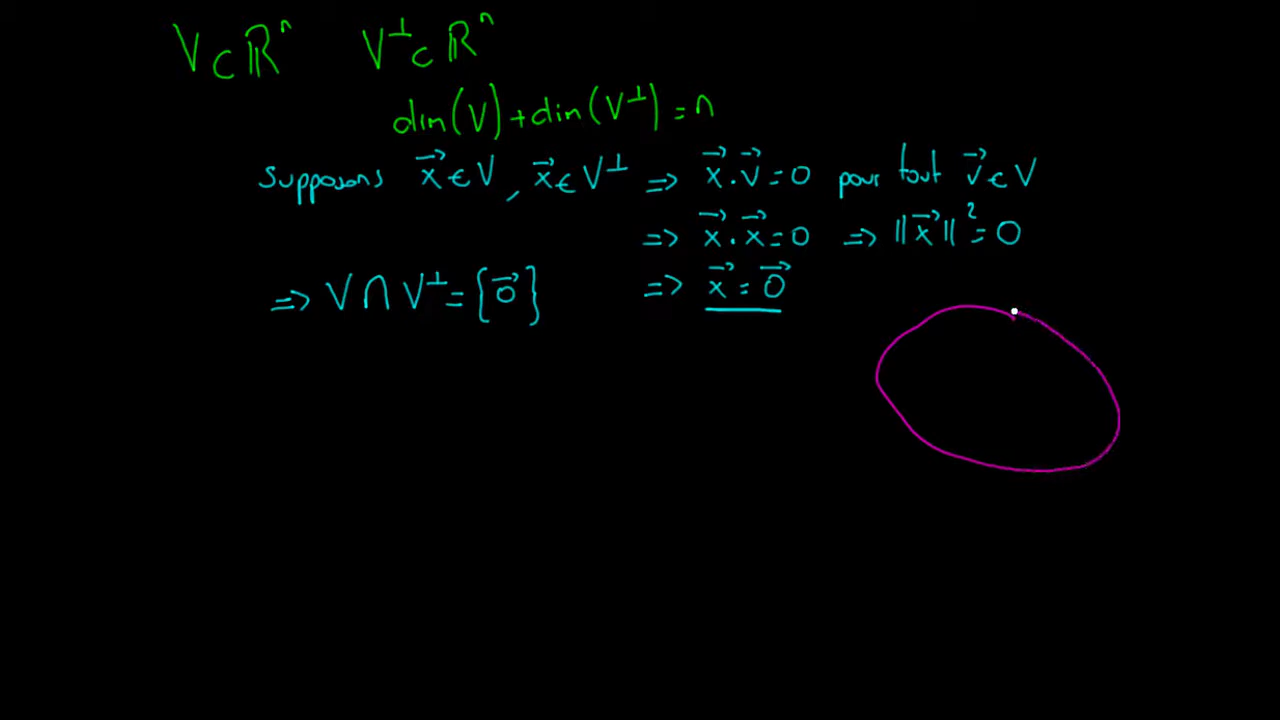 V⊂ℝⁿ V^⊥⊂ℝⁿ
dim(V)+dim(V^⊥)=n
Supposons x⃗∈V, x⃗∈V^⊥ ⇒ x⃗.v⃗=0 pour tout v⃗∈V
⇒ x⃗.x⃗=0 ⇒ ‖x⃗‖²=0
⇒ V∩V^⊥={0⃗} ⇒ x⃗=0⃗